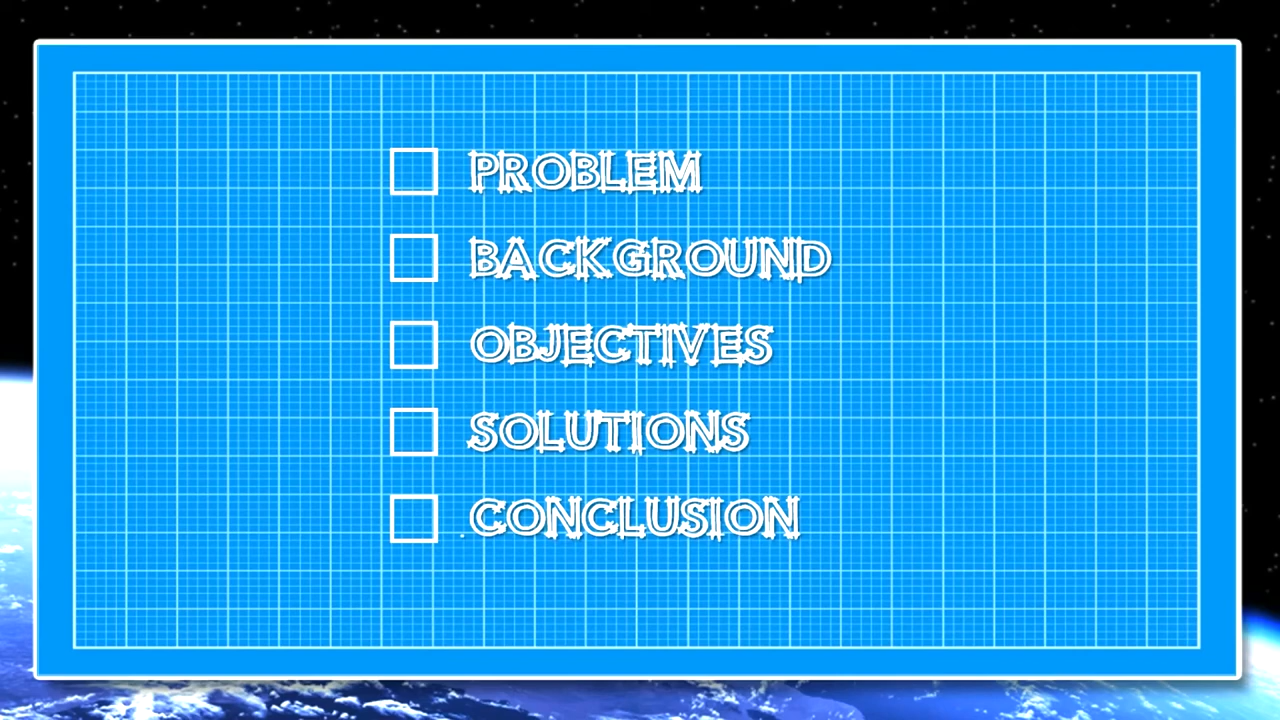 PROBLEM
BACKGROUND
OBJECTIVES
SOLUTIONS
CONCLUSION